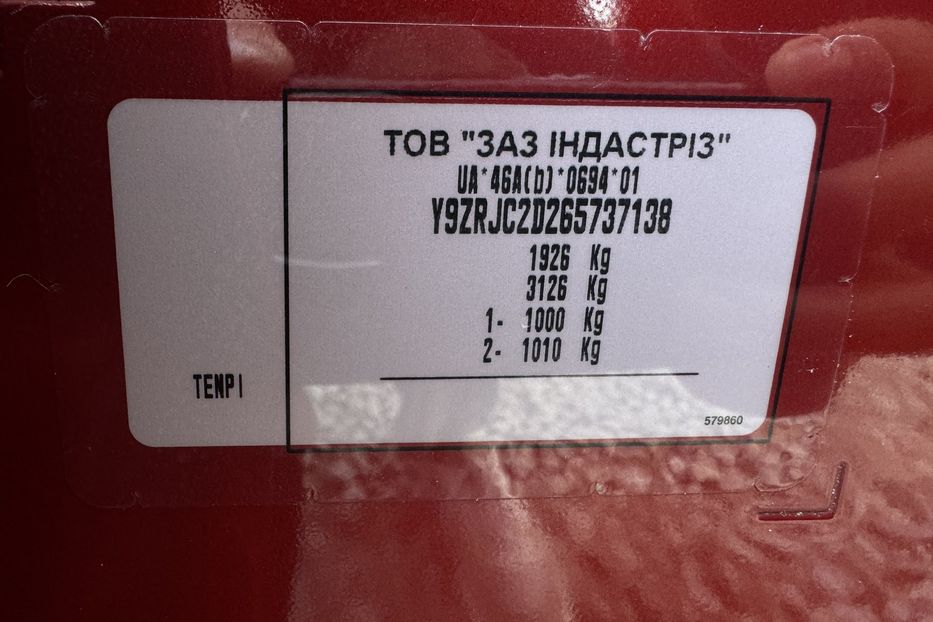 ТОВ "ЗАЗ ІНДАСТРІЗ"
UA*46A(b)*0694*01
Y9ZRJC2D265737138
1926 Kg
3126 Kg
1- 1000 Kg
2- 1010 Kg
TENPI
579860